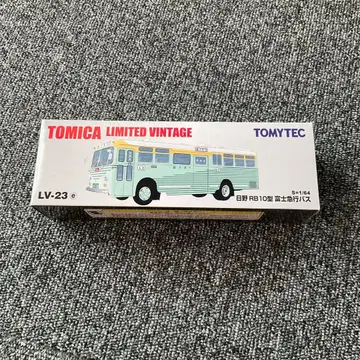 TOMICA LIMITED VINTAGE
TOMYTEC
LV-23 e
S=1/64
日野 RB10型 富士急行バス